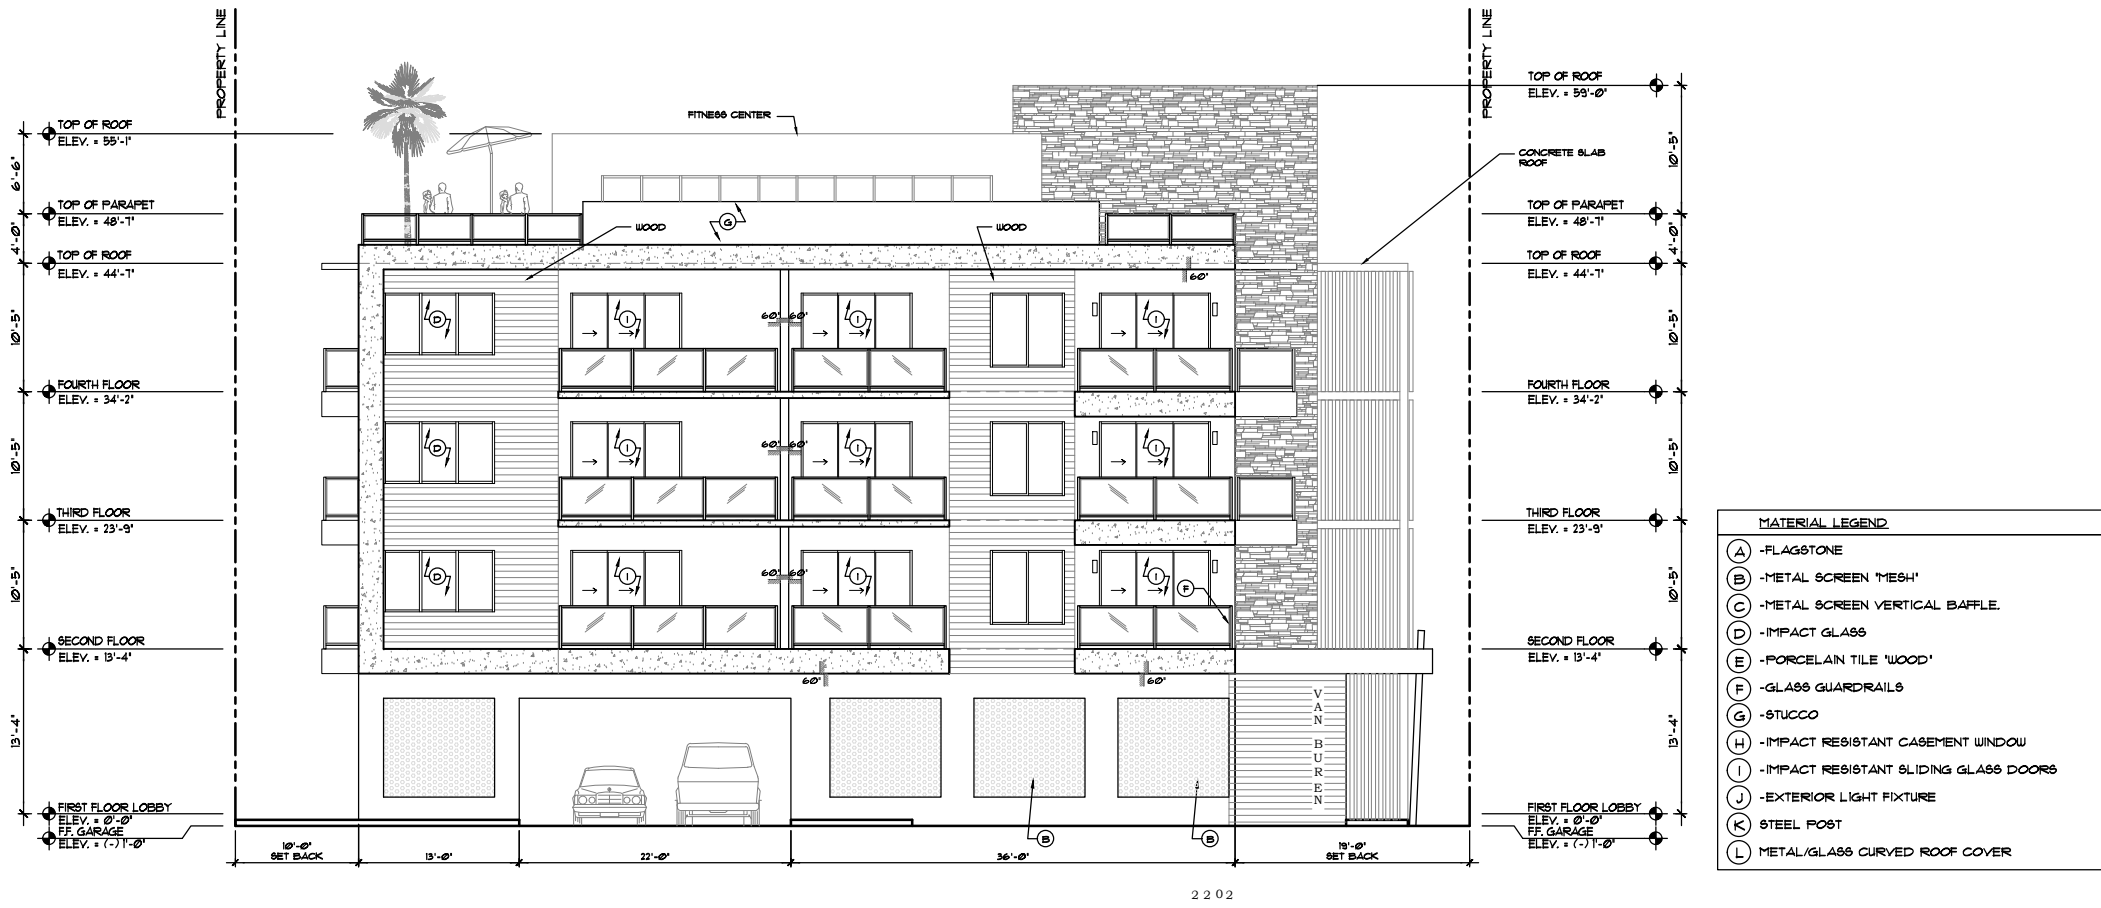 PROPERTY LINE
TOP OF ROOF
ELEV. = 55'-1"
TOP OF PARAPET
ELEV. = 48'-7"
TOP OF ROOF
ELEV. = 44'-7"
FOURTH FLOOR
ELEV. = 34'-2"
THIRD FLOOR
ELEV. = 23'-9"
SECOND FLOOR
ELEV. = 13'-4"
FIRST FLOOR LOBBY
ELEV. = 0'-0"
F.F. GARAGE
ELEV. = (-) 1'-0"
6'-6"
4'-0"
10'-5"
10'-5"
10'-5"
13'-4"
FITNESS CENTER
WOOD
G
WOOD
CONCRETE SLAB
ROOF
60"
D
I
60" 60"
I
I
D
I
60" 60"
I
I
D
I
60" 60"
I
I
F
60"
60"
VAN BUREN
B
B
10'-0"
SET BACK
13'-0"
22'-0"
36'-0"
19'-0"
SET BACK
2202
PROPERTY LINE
TOP OF ROOF
ELEV. = 59'-0"
TOP OF PARAPET
ELEV. = 48'-7"
TOP OF ROOF
ELEV. = 44'-7"
FOURTH FLOOR
ELEV. = 34'-2"
THIRD FLOOR
ELEV. = 23'-9"
SECOND FLOOR
ELEV. = 13'-4"
FIRST FLOOR LOBBY
ELEV. = 0'-0"
F.F. GARAGE
ELEV. = (-) 1'-0"
10'-5"
4'-0"
10'-5"
10'-5"
10'-5"
13'-4"
MATERIAL LEGEND
A -FLAGSTONE
B -METAL SCREEN "MESH"
C -METAL SCREEN VERTICAL BAFFLE.
D -IMPACT GLASS
E -PORCELAIN TILE "WOOD"
F -GLASS GUARDRAILS
G -STUCCO
H -IMPACT RESISTANT CASEMENT WINDOW
I -IMPACT RESISTANT SLIDING GLASS DOORS
J -EXTERIOR LIGHT FIXTURE
K STEEL POST
L METAL/GLASS CURVED ROOF COVER